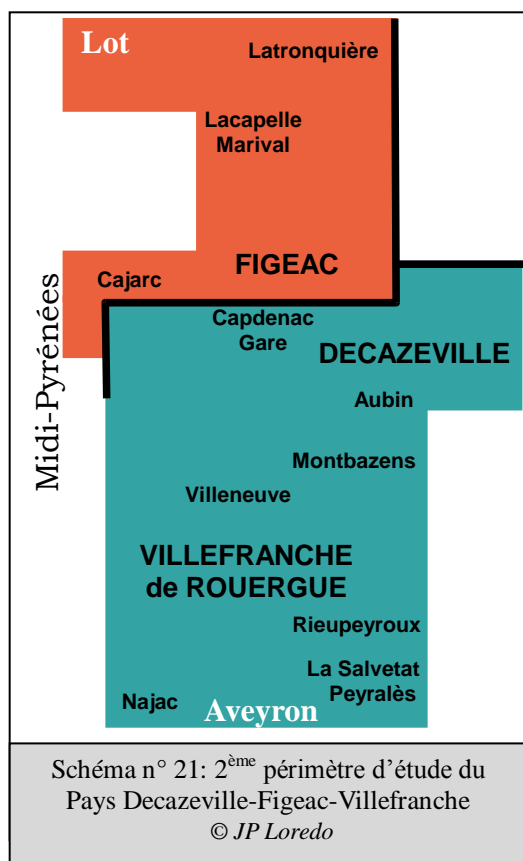 Lot
Latronquière
Lacapelle
Marival
FIGEAC
Cajarc
Midi-Pyrénées
Capdenac
Gare
DECAZEVILLE
Aubin
Montbazens
Villeneuve
VILLEFRANCHE
de ROUERGUE
Rieupeyroux
La Salvetat
Peyralès
Najac
Aveyron
Schéma n° 21: 2ème périmètre d'étude du
Pays Decazeville-Figeac-Villefranche
© JP Loredo